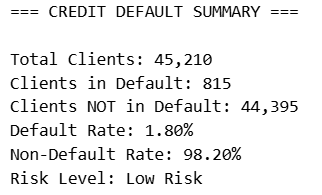 === CREDIT DEFAULT SUMMARY ===
Total Clients: 45,210
Clients in Default: 815
Clients NOT in Default: 44,395
Default Rate: 1.80%
Non-Default Rate: 98.20%
Risk Level: Low Risk